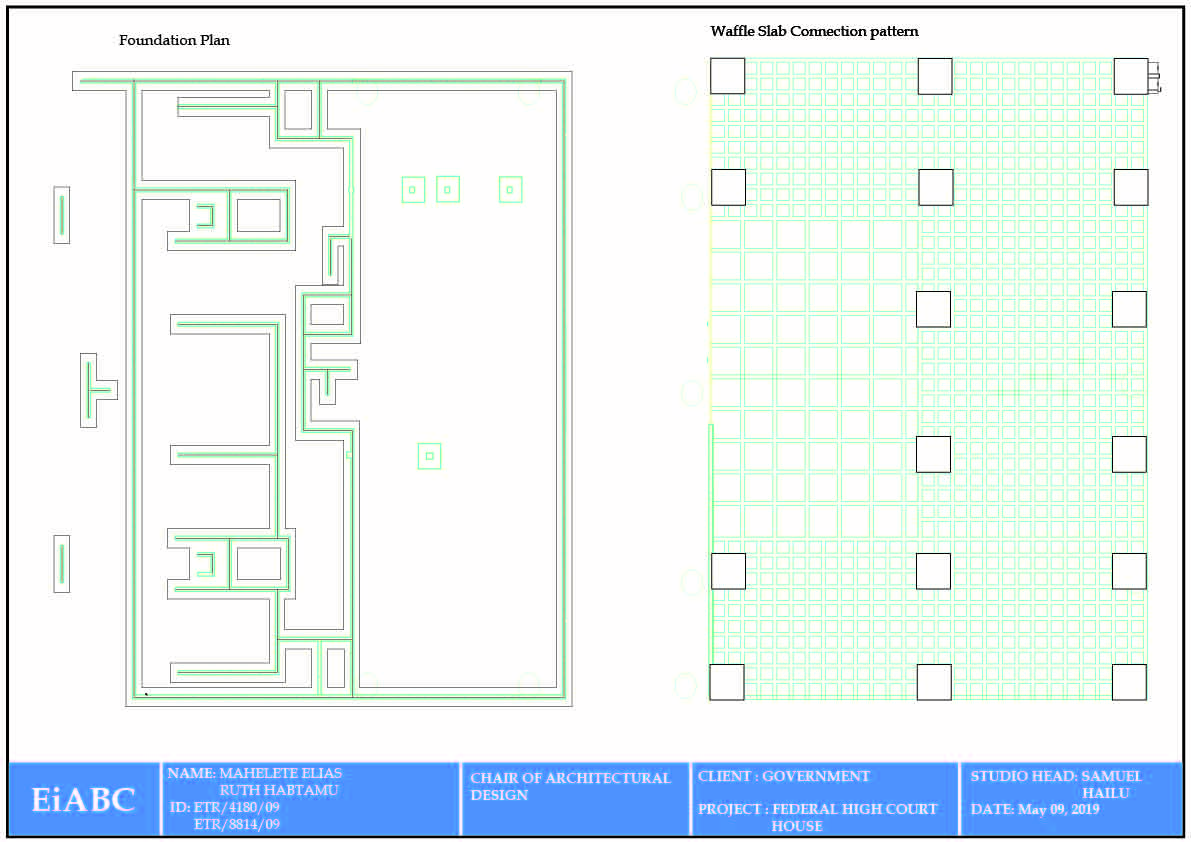 Foundation Plan
Waffle Slab Connection pattern
EiABC
NAME: MAHELETE ELIAS
RUTH HABTAMU
ID: ETR/4180/09
ETR/8814/09
CHAIR OF ARCHITECTURAL
DESIGN
CLIENT : GOVERNMENT
PROJECT : FEDERAL HIGH COURT
HOUSE
STUDIO HEAD: SAMUEL
HAILU
DATE: May 09, 2019